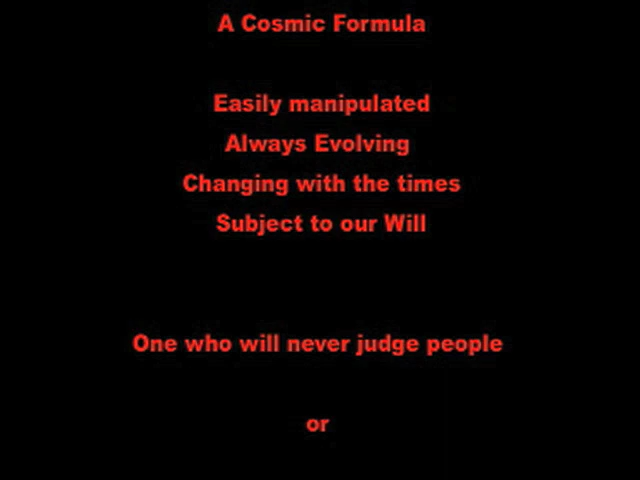 A Cosmic Formula
Easily manipulated
Always Evolving
Changing with the times
Subject to our Will
One who will never judge people
or